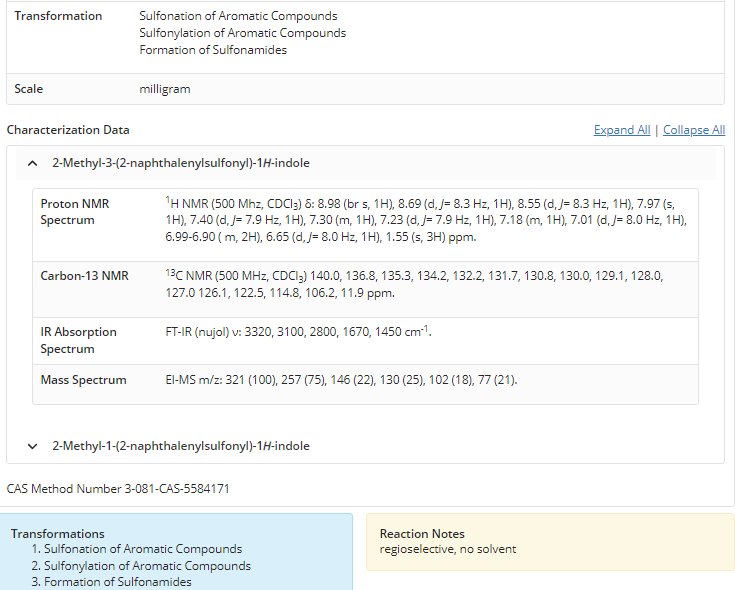 Transformation
Sulfonation of Aromatic Compounds
Sulfonylation of Aromatic Compounds
Formation of Sulfonamides
Scale
milligram
Characterization Data
Expand All | Collapse All
2-Methyl-3-(2-naphthalenylsulfonyl)-1H-indole
Proton NMR
Spectrum
¹H NMR (500 Mhz, CDCl₃) δ: 8.98 (br s, 1H), 8.69 (d, J= 8.3 Hz, 1H), 8.55 (d, J= 8.3 Hz, 1H), 7.97 (s,
1H), 7.40 (d, J= 7.9 Hz, 1H), 7.30 (m, 1H), 7.23 (d, J= 7.9 Hz, 1H), 7.18 (m, 1H), 7.01 (d, J= 8.0 Hz, 1H),
6.99-6.90 ( m, 2H), 6.65 (d, J= 8.0 Hz, 1H), 1.55 (s, 3H) ppm.
Carbon-13 NMR
¹³C NMR (500 MHz, CDCl₃) 140.0, 136.8, 135.3, 134.2, 132.2, 131.7, 130.8, 130.0, 129.1, 128.0,
127.0 126.1, 122.5, 114.8, 106.2, 11.9 ppm.
IR Absorption
Spectrum
FT-IR (nujol) ν: 3320, 3100, 2800, 1670, 1450 cm⁻¹.
Mass Spectrum
EI-MS m/z: 321 (100), 257 (75), 146 (22), 130 (25), 102 (18), 77 (21).
2-Methyl-1-(2-naphthalenylsulfonyl)-1H-indole
CAS Method Number 3-081-CAS-5584171
Transformations
1. Sulfonation of Aromatic Compounds
2. Sulfonylation of Aromatic Compounds
3. Formation of Sulfonamides
Reaction Notes
regioselective, no solvent